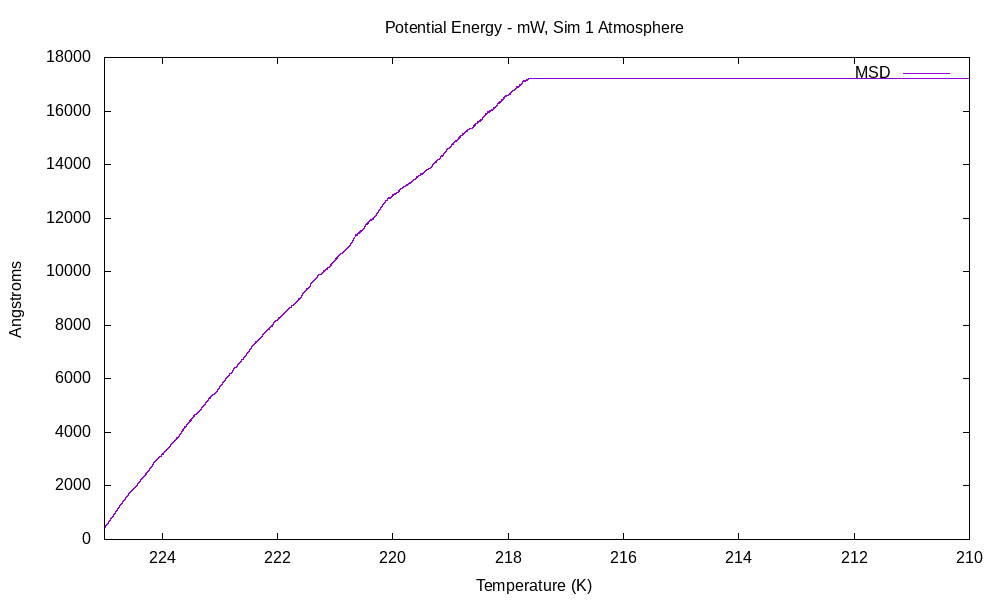 Potential Energy - mW, Sim 1 Atmosphere
18000
16000
14000
12000
10000
8000
6000
4000
2000
0
Angstroms
MSD
224 222 220 218 216 214 212 210
Temperature (K)